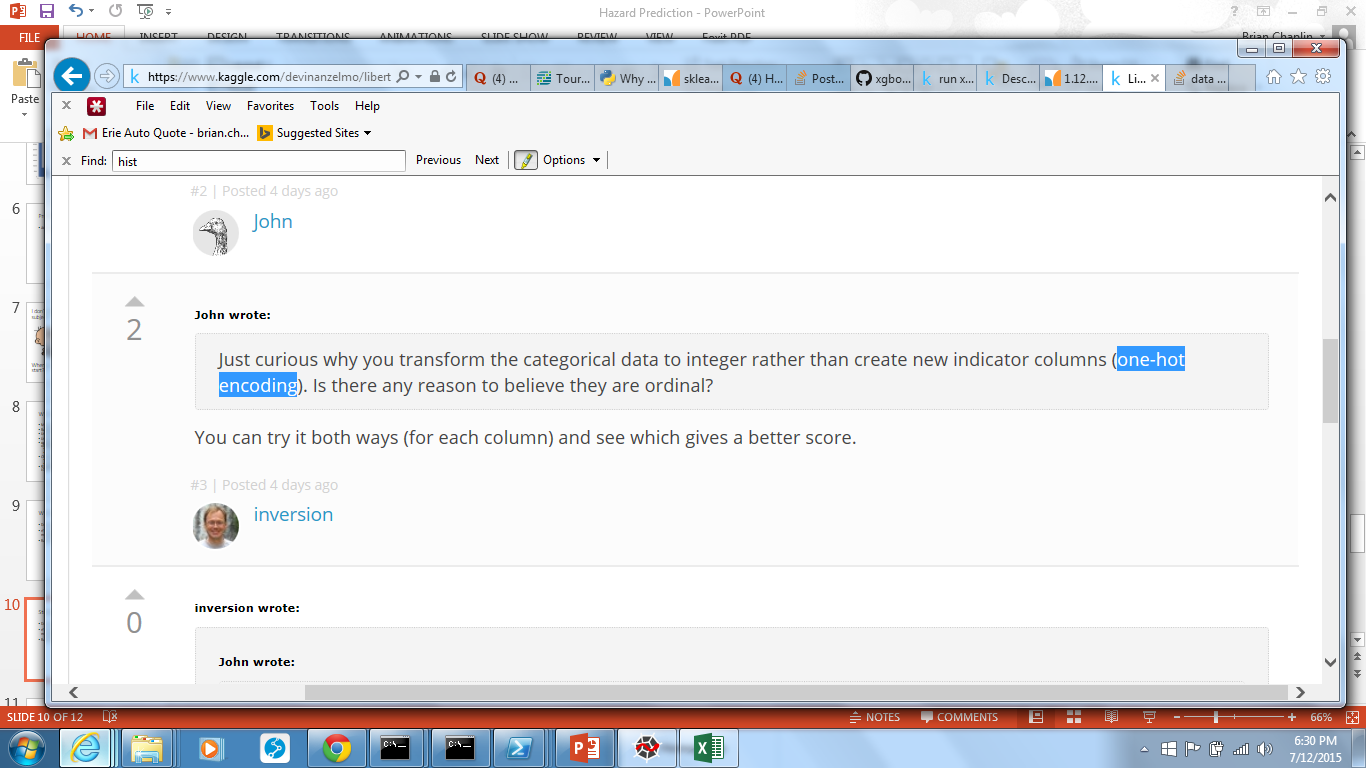 Hazard Prediction - PowerPoint
FILE HOME INSERT DESIGN TRANSITIONS ANIMATIONS SLIDE SHOW REVIEW VIEW Foxit PDF Brian Chaplin
Paste
https://www.kaggle.com/devinanzelmo/libert
Q (4) ... Tour... Why ... sklea... Q (4) H... Post... xgbo... run x... Desc... 1.12.... Li... data ...
File Edit View Favorites Tools Help
Erie Auto Quote - brian.ch... Suggested Sites
Find: hist Previous Next Options
#2 | Posted 4 days ago
John
2
John wrote:
Just curious why you transform the categorical data to integer rather than create new indicator columns (one-hot
encoding). Is there any reason to believe they are ordinal?
You can try it both ways (for each column) and see which gives a better score.
#3 | Posted 4 days ago
inversion
0
inversion wrote:
John wrote:
6
7
8
9
10
11
SLIDE 10 OF 12 NOTES COMMENTS 66%
6:30 PM
7/12/2015